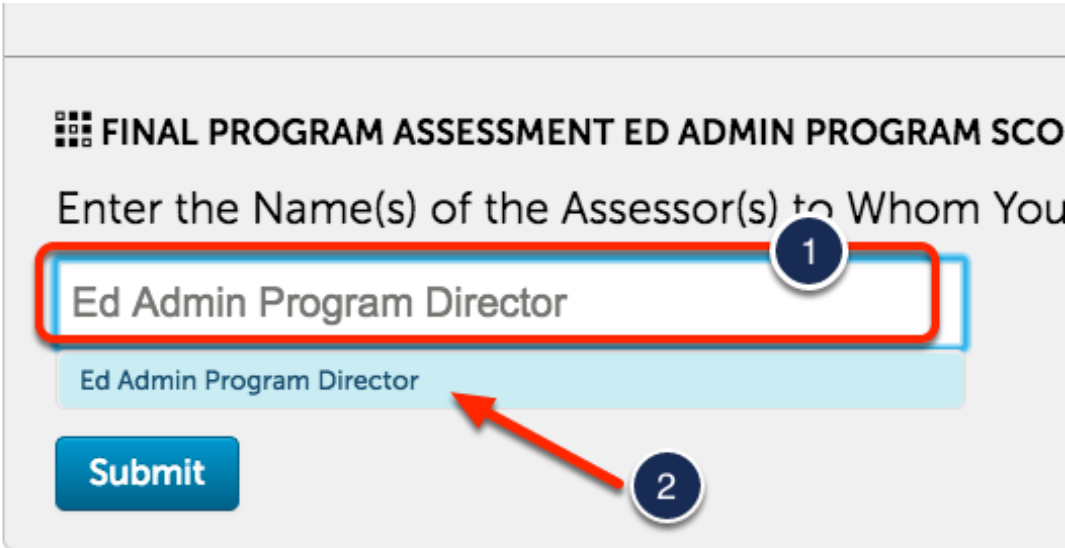 FINAL PROGRAM ASSESSMENT ED ADMIN PROGRAM SCO
Enter the Name(s) of the Assessor(s) to Whom You
1
Ed Admin Program Director
Ed Admin Program Director
Submit
2